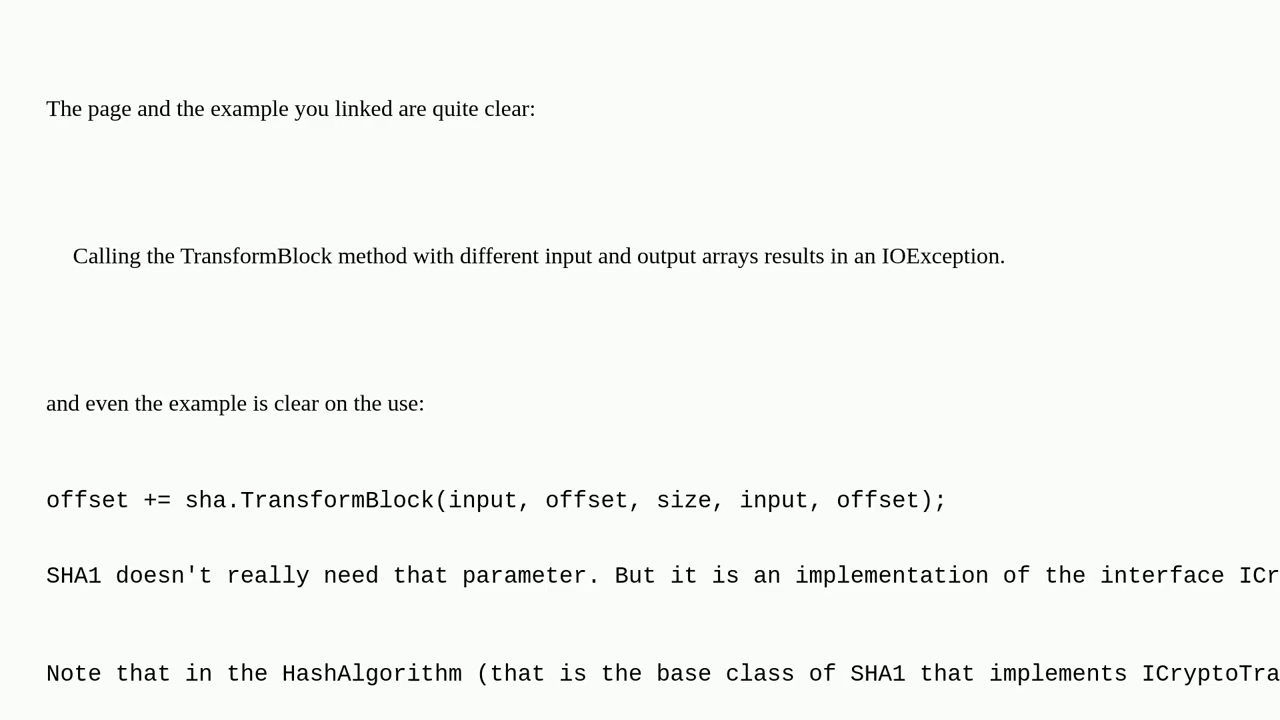 The page and the example you linked are quite clear:
Calling the TransformBlock method with different input and output arrays results in an IOException.
and even the example is clear on the use:
offset += sha.TransformBlock(input, offset, size, input, offset);
SHA1 doesn't really need that parameter. But it is an implementation of the interface ICr
Note that in the HashAlgorithm (that is the base class of SHA1 that implements ICryptoTra